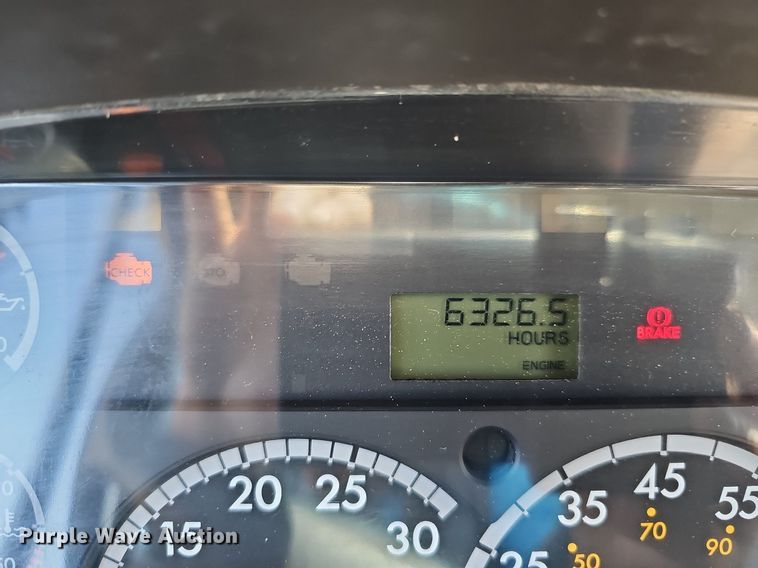 CHECK
6326.5
HOURS
ENGINE
BRAKE
15 20 25 30
25 35 45 55
50 70 90
Purple Wave Auction